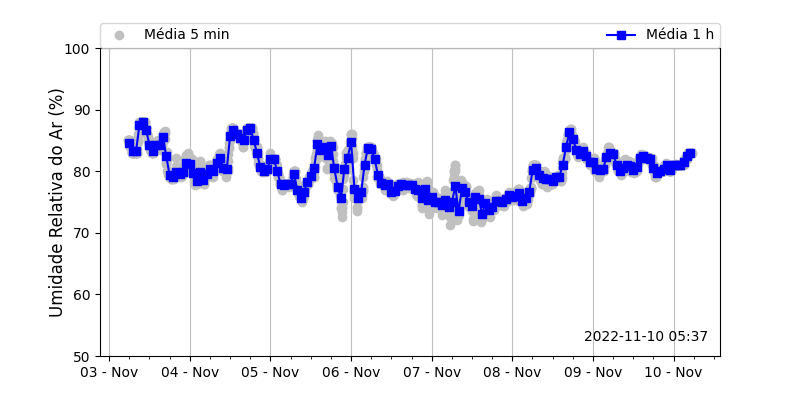 Média 5 min
Média 1 h
Umidade Relativa do Ar (%)
100
90
80
70
60
50
2022-11-10 05:37
03 - Nov
04 - Nov
05 - Nov
06 - Nov
07 - Nov
08 - Nov
09 - Nov
10 - Nov